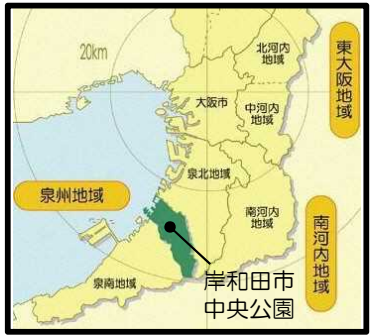 20km
北河内
地域
東大阪地域
大阪市
中河内
地域
泉北地域
泉州地域
南河内
地域
南河内地域
泉南地域
岸和田市
中央公園